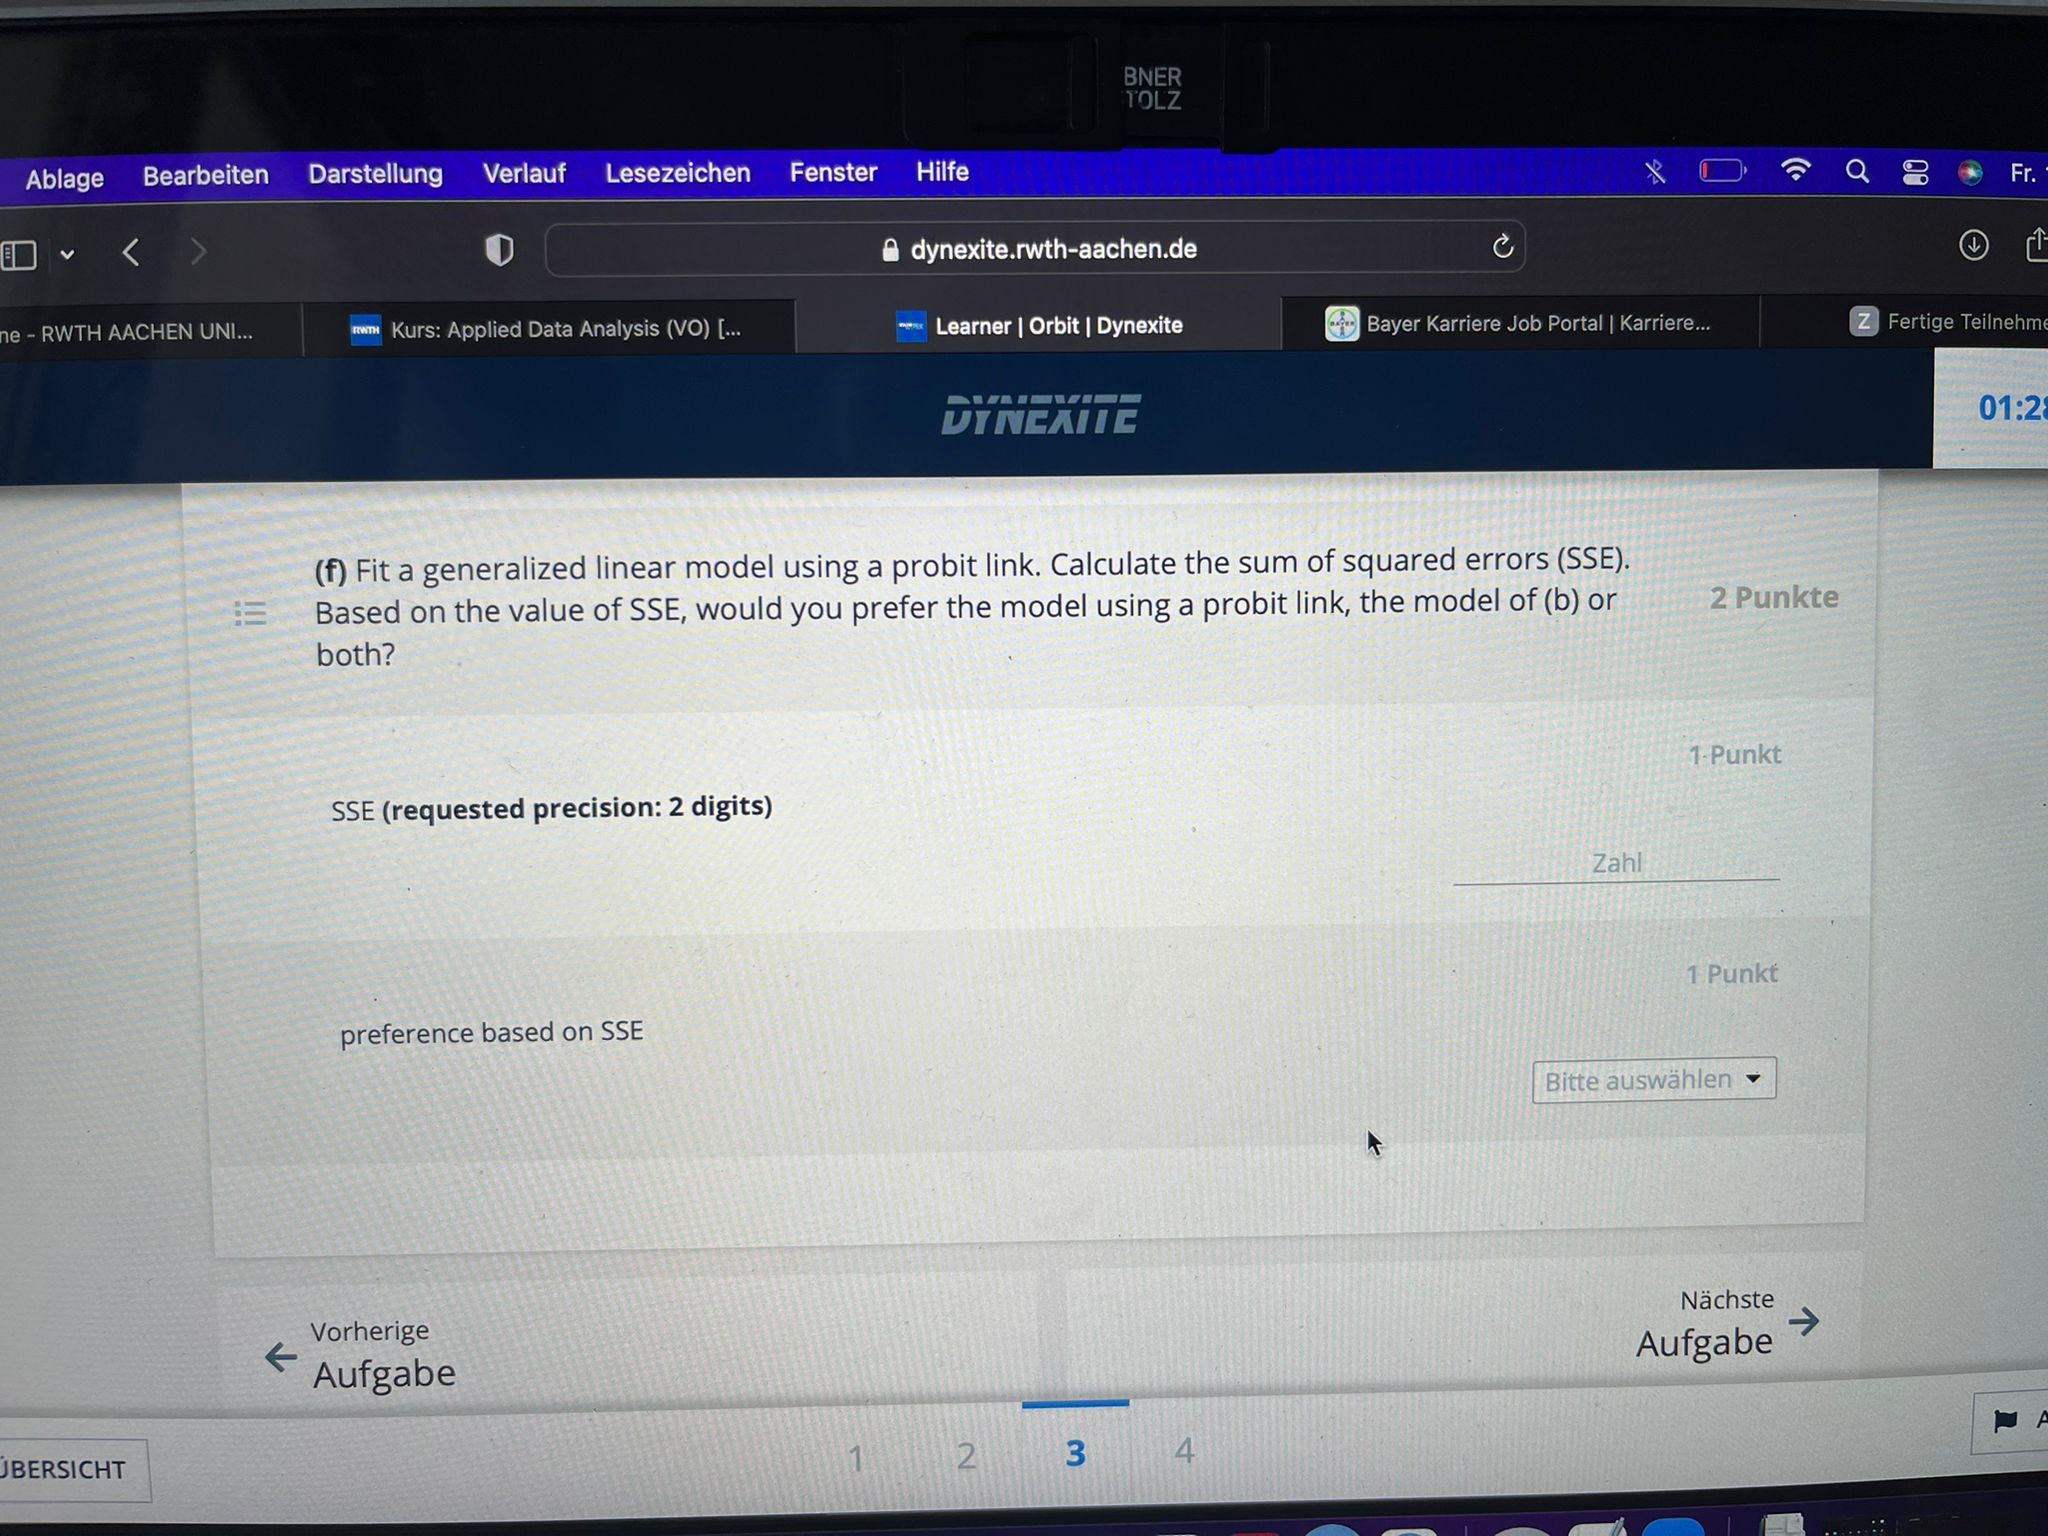 BNER
TOLZ
Ablage Bearbeiten Darstellung Verlauf Lesezeichen Fenster Hilfe Fr.
dynexite.rwth-aachen.de
ne - RWTH AACHEN UNI... RWTH Kurs: Applied Data Analysis (VO) [... Learner | Orbit | Dynexite BAYER Bayer Karriere Job Portal | Karriere... Z Fertige Teilnehme
DYNEXITE
01:28
(f) Fit a generalized linear model using a probit link. Calculate the sum of squared errors (SSE).
Based on the value of SSE, would you prefer the model using a probit link, the model of (b) or
both?
2 Punkte
1 Punkt
SSE (requested precision: 2 digits)
Zahl
1 Punkt
preference based on SSE
Bitte auswählen
Vorherige
Aufgabe
Nächste
Aufgabe
ÜBERSICHT
1 2 3 4
A